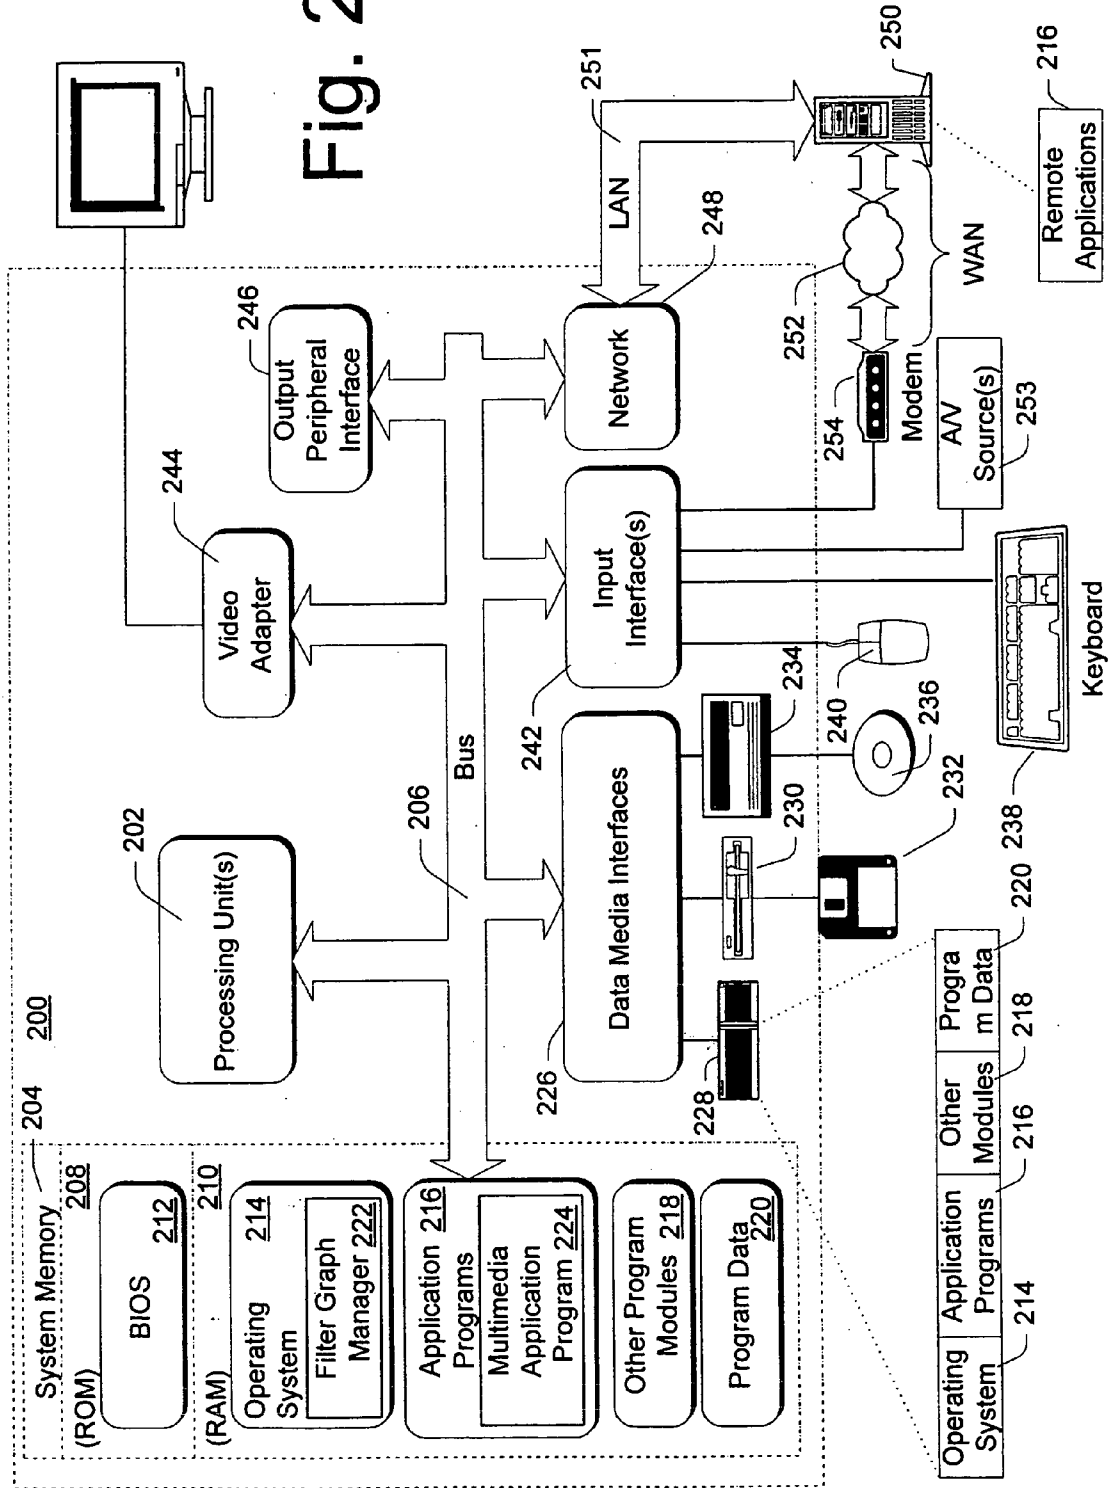 Fig. 2
200
System Memory
204
(ROM) 208
BIOS
212
(RAM) 210
Operating
System
214
Filter Graph
Manager 222
Application
Programs
216
Multimedia
Application
Program 224
Other Program
Modules 218
Program Data
220
Processing Unit(s)
202
Bus
206
Video
Adapter
244
Output
Peripheral
Interface
246
Data Media Interfaces
226
Input
Interface(s)
242
Network
248
LAN
251
250
252
WAN
254
Modem
A/V
Source(s)
253
Remote
Applications
216
228
230
234
240
236
232
238
Keyboard
Operating
System
214
Application
Programs
216
Other
Modules
218
Progra
m Data
220